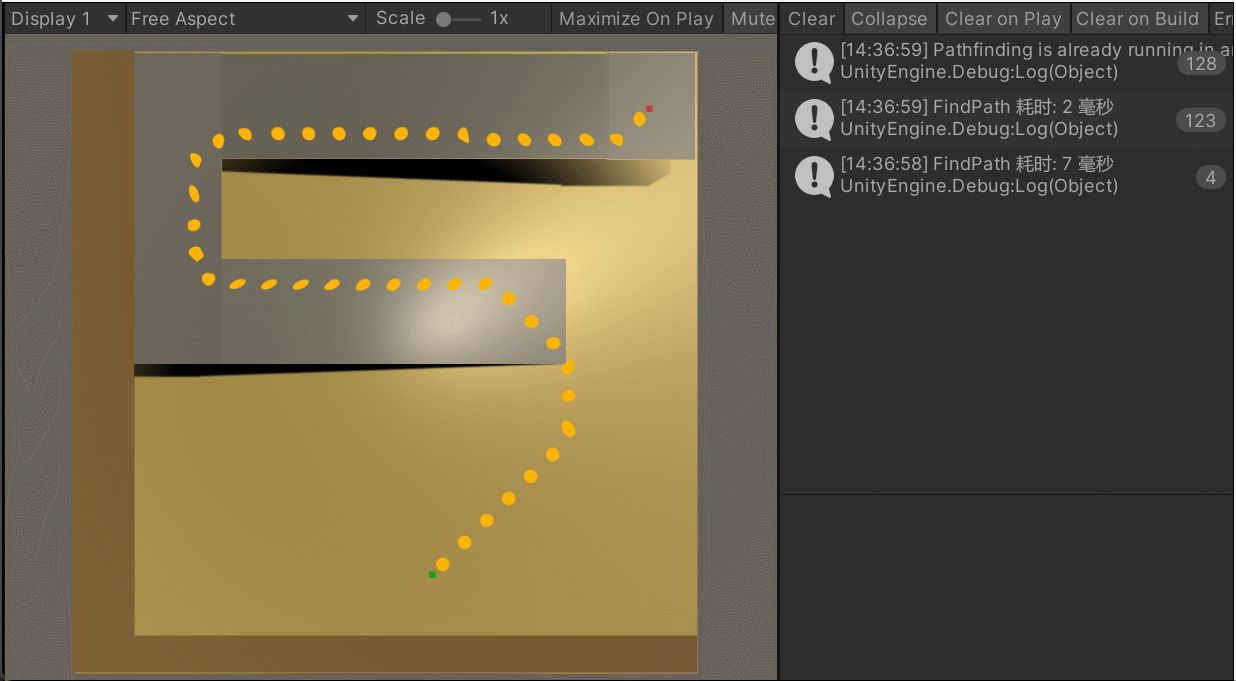 Display 1
Free Aspect
Scale
1x
Maximize On Play
Mute
Clear
Collapse
Clear on Play
Clear on Build
[14:36:59] Pathfinding is already running in
UnityEngine.Debug:Log(Object)
128
[14:36:59] FindPath 耗时: 2 毫秒
UnityEngine.Debug:Log(Object)
123
[14:36:58] FindPath 耗时: 7 毫秒
UnityEngine.Debug:Log(Object)
4